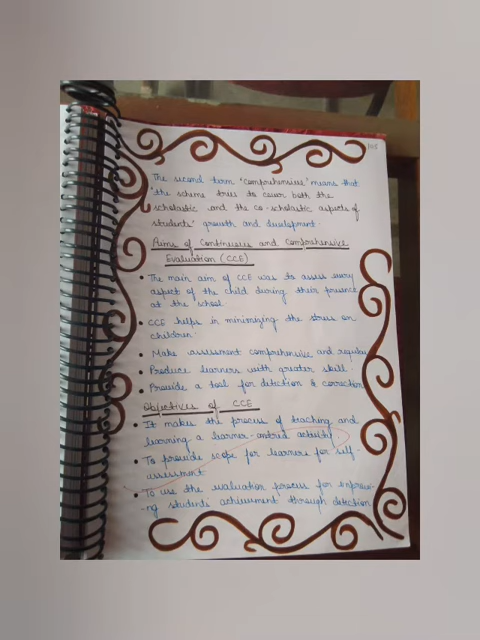 The second term "comprehensive" means that
the scheme tries to cover both the
scholastic and the co-scholastic aspects of
students' growth and development.
Aims of Continuous and Comprehensive
Evaluation (CCE)
• The main aim of CCE was to assess every
aspect of the child during their presence
at the school.
• CCE helps in minimizing the stress on
children.
• Make assessment comprehensive and regular
• Produce learners with greater skill.
• Provide a tool for detection & correction
Objectives of CCE
• It makes the process of teaching and
learning a learner-centred activity
• To provide scope for learners for self-
assessment.
• To use the evaluation process for improvi-
-ng students achievement through detection